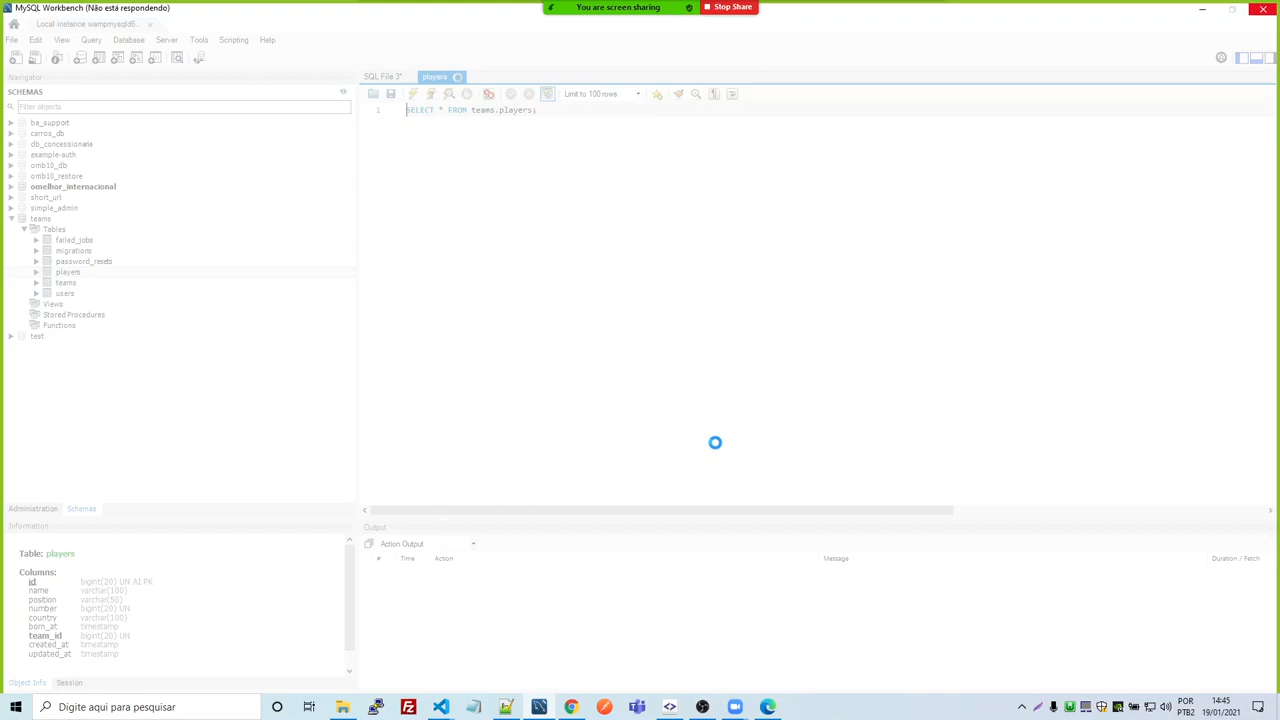 MySQL Workbench (Não está respondendo)
You are screen sharing
Stop Share
Local instance wampmysqld6...
File Edit View Query Database Server Tools Scripting Help
Navigator
SCHEMAS
Filter objects
ba_support
carros_db
db_concessionaria
example-auth
omb10_db
omb10_restore
omelhor_internacional
short_url
simple_admin
teams
Tables
failed_jobs
migrations
password_resets
players
teams
users
Views
Stored Procedures
Functions
test
Administration Schemas
Information
Table: players
Columns:
id bigint(20) UN AI PK
name varchar(100)
position varchar(50)
number bigint(20) UN
country varchar(100)
born_at timestamp
team_id bigint(20) UN
created_at timestamp
updated_at timestamp
Object Info Session
SQL File 3* players
Limit to 100 rows
1 SELECT * FROM teams.players;
Output
Action Output
# Time Action Message Duration / Fetch
Digite aqui para pesquisar
POR
PTB2
14:45
19/01/2021